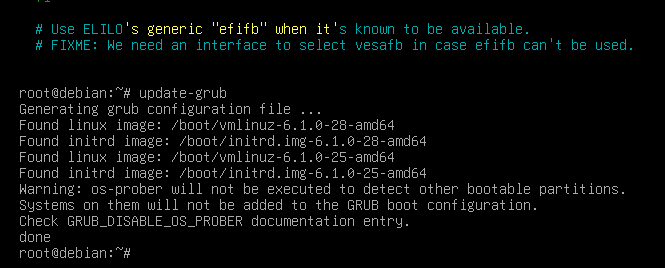 # Use ELILO's generic "efifb" when it's known to be available.
# FIXME: We need an interface to select vesafb in case efifb can't be used.
root@debian:~# update-grub
Generating grub configuration file ...
Found linux image: /boot/vmlinuz-6.1.0-28-amd64
Found initrd image: /boot/initrd.img-6.1.0-28-amd64
Found linux image: /boot/vmlinuz-6.1.0-25-amd64
Found initrd image: /boot/initrd.img-6.1.0-25-amd64
Warning: os-prober will not be executed to detect other bootable partitions.
Systems on them will not be added to the GRUB boot configuration.
Check GRUB_DISABLE_OS_PROBER documentation entry.
done
root@debian:~#